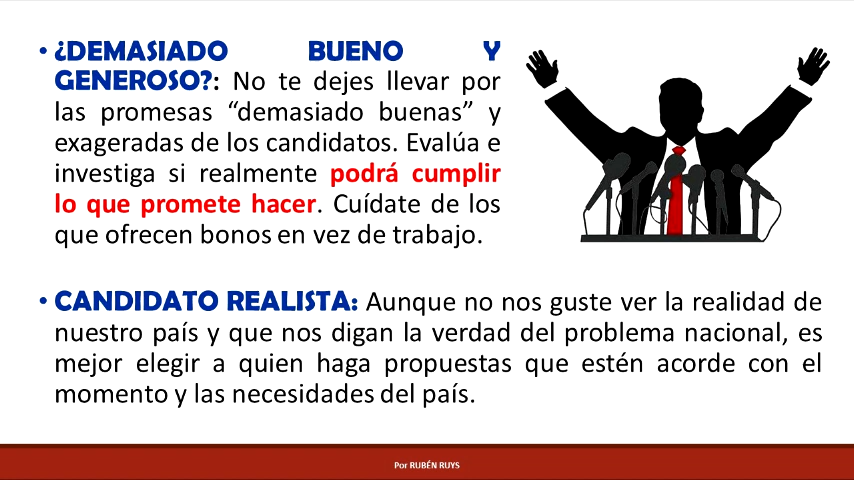 • ¿DEMASIADO BUENO Y
GENEROSO?: No te dejes llevar por
las promesas “demasiado buenas” y
exageradas de los candidatos. Evalúa e
investiga si realmente podrá cumplir
lo que promete hacer. Cuídate de los
que ofrecen bonos en vez de trabajo.
• CANDIDATO REALISTA: Aunque no nos guste ver la realidad de
nuestro país y que nos digan la verdad del problema nacional, es
mejor elegir a quien haga propuestas que estén acorde con el
momento y las necesidades del país.
Por RUBÉN RUYS